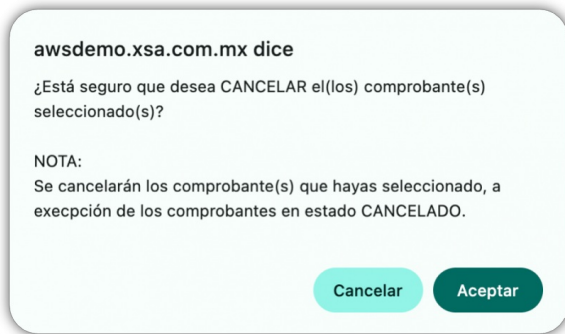 awsdemo.xsa.com.mx dice
¿Está seguro que desea CANCELAR el(los) comprobante(s)
seleccionado(s)?
NOTA:
Se cancelarán los comprobante(s) que hayas seleccionado, a
execpción de los comprobantes en estado CANCELADO.
Cancelar
Aceptar